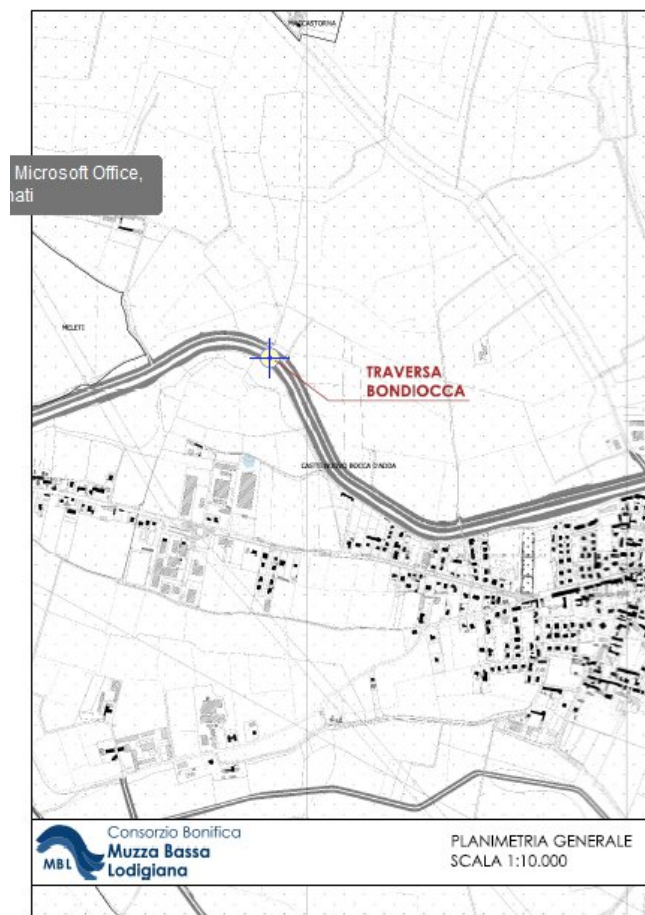 MACCASTORNA
Microsoft Office,
nati
MELETI
TRAVERSA
BONDIOCCA
CASTELNUOVO BOCCA D'ADDA
MBL
Consorzio Bonifica
Muzza Bassa
Lodigiana
PLANIMETRIA GENERALE
SCALA 1:10.000